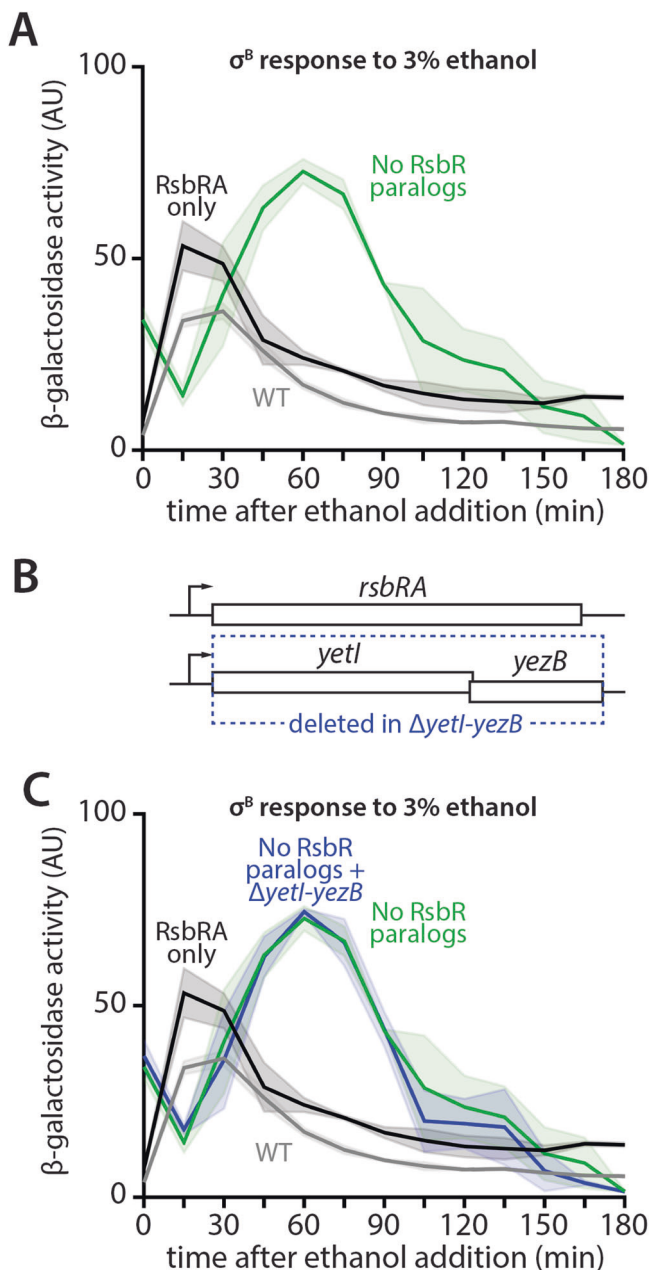 A
σᴮ response to 3% ethanol
100
50
0
β-galactosidase activity (AU)
RsbRA
only
No RsbR
paralogs
WT
0 30 60 90 120 150 180
time after ethanol addition (min)
B
rsbRA
yetI yezB
deleted in ΔyetI-yezB
C
σᴮ response to 3% ethanol
100
50
0
β-galactosidase activity (AU)
No RsbR
paralogs +
ΔyetI-yezB
RsbRA
only
No RsbR
paralogs
WT
0 30 60 90 120 150 180
time after ethanol addition (min)